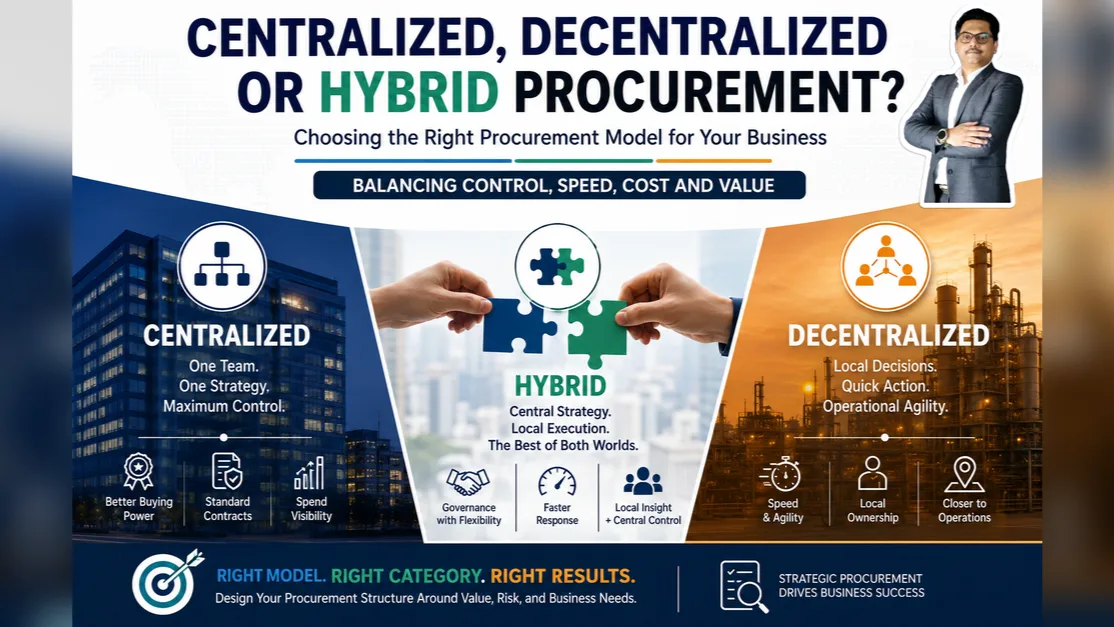 CENTRALIZED, DECENTRALIZED
OR HYBRID PROCUREMENT?
Choosing the Right Procurement Model for Your Business
BALANCING CONTROL, SPEED, COST AND VALUE
CENTRALIZED
One Team.
One Strategy.
Maximum Control.
Better Buying
Power
Standard
Contracts
Spend
Visibility
HYBRID
Central Strategy.
Local Execution.
The Best of Both Worlds.
Governance
with Flexibility
Faster
Response
Local Insight
+ Central Control
DECENTRALIZED
Local Decisions.
Quick Action.
Operational Agility.
Speed
& Agility
Local
Ownership
Closer to
Operations
RIGHT MODEL. RIGHT CATEGORY. RIGHT RESULTS.
Design Your Procurement Structure Around Value, Risk, and Business Needs.
STRATEGIC PROCUREMENT
DRIVES BUSINESS SUCCESS